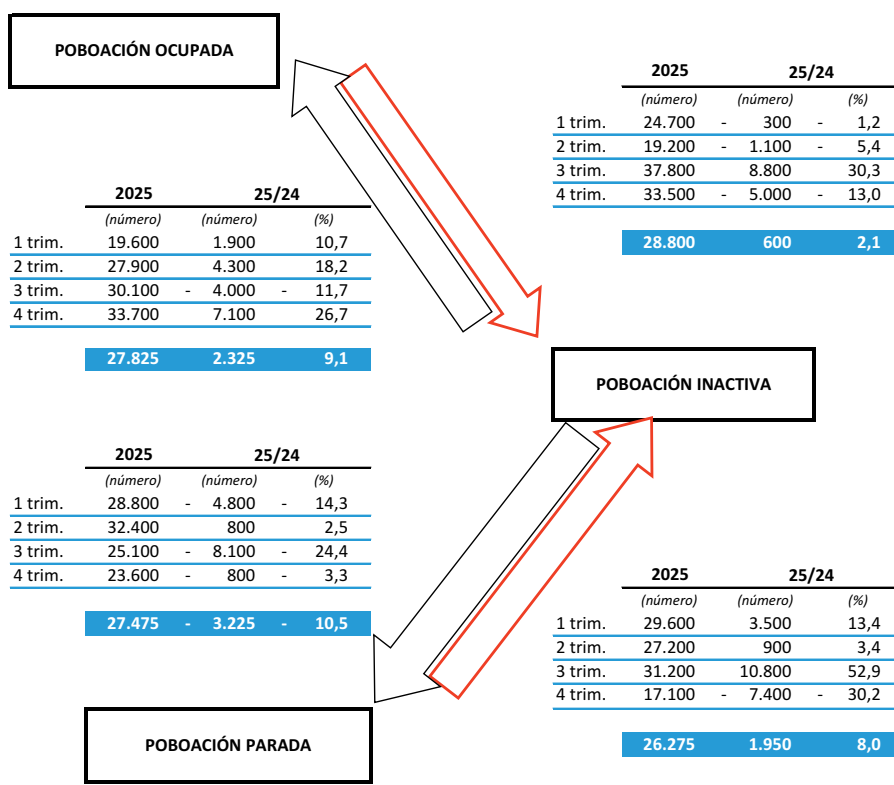 POBOACIÓN OCUPADA
2025 25/24
(número) (número) (%)
1 trim. 24.700 - 300 - 1,2
2 trim. 19.200 - 1.100 - 5,4
3 trim. 37.800 8.800 30,3
4 trim. 33.500 - 5.000 - 13,0
28.800 600 2,1
2025 25/24
(número) (número) (%)
1 trim. 19.600 1.900 10,7
2 trim. 27.900 4.300 18,2
3 trim. 30.100 - 4.000 - 11,7
4 trim. 33.700 7.100 26,7
27.825 2.325 9,1
POBOACIÓN INACTIVA
2025 25/24
(número) (número) (%)
1 trim. 28.800 - 4.800 - 14,3
2 trim. 32.400 800 2,5
3 trim. 25.100 - 8.100 - 24,4
4 trim. 23.600 - 800 - 3,3
27.475 - 3.225 - 10,5
2025 25/24
(número) (número) (%)
1 trim. 29.600 3.500 13,4
2 trim. 27.200 900 3,4
3 trim. 31.200 10.800 52,9
4 trim. 17.100 - 7.400 - 30,2
26.275 1.950 8,0
POBOACIÓN PARADA